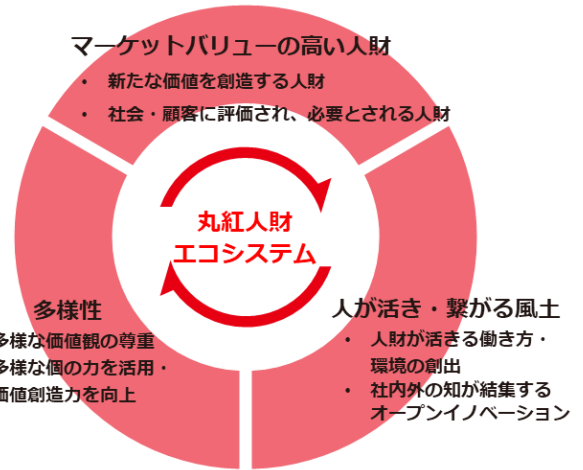 マーケットバリューの高い人財
• 新たな価値を創造する人財
• 社会・顧客に評価され、必要とされる人財
丸紅人財
エコシステム
多様性
多様な価値観の尊重
多様な個の力を活用・
価値創造力を向上
人が活き・繋がる風土
• 人財が活きる働き方・
環境の創出
• 社内外の知が結集する
オープンイノベーション